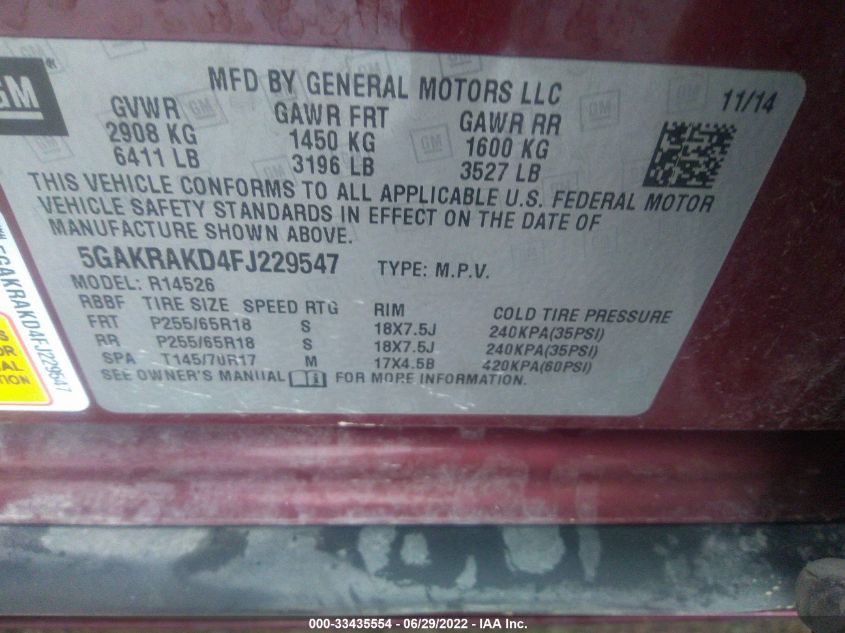 GM
MFD BY GENERAL MOTORS LLC
11/14
GVWR GAWR FRT GAWR RR
2908 KG 1450 KG 1600 KG
6411 LB 3196 LB 3527 LB
THIS VEHICLE CONFORMS TO ALL APPLICABLE U.S. FEDERAL MOTOR
VEHICLE SAFETY STANDARDS IN EFFECT ON THE DATE OF
MANUFACTURE SHOWN ABOVE.
5GAKRAKD4FJ229547 TYPE: M.P.V.
MODEL: R14526
RBBF TIRE SIZE SPEED RTG RIM COLD TIRE PRESSURE
FRT P255/65R18 S 18X7.5J 240KPA(35PSI)
RR P255/65R18 S 18X7.5J 240KPA(35PSI)
SPA T145/70R17 M 17X4.5B 420KPA(60PSI)
SEE OWNER'S MANUAL FOR MORE INFORMATION.
5GAKRAKD4FJ229547
000-33435554 - 06/29/2022 - IAA Inc.